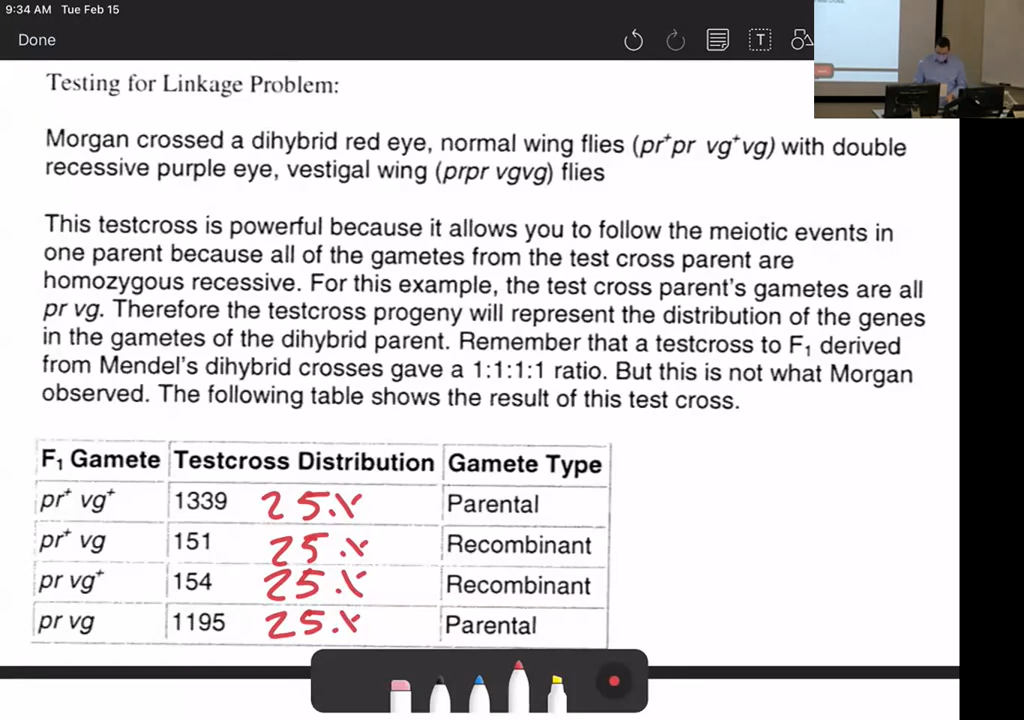 9:34 AM Tue Feb 15
Done
T
Testing for Linkage Problem:
Morgan crossed a dihybrid red eye, normal wing flies (pr⁺pr vg⁺vg) with double
recessive purple eye, vestigal wing (prpr vgvg) flies
This testcross is powerful because it allows you to follow the meiotic events in
one parent because all of the gametes from the test cross parent are
homozygous recessive. For this example, the test cross parent's gametes are all
pr vg. Therefore the testcross progeny will represent the distribution of the genes
in the gametes of the dihybrid parent. Remember that a testcross to F₁ derived
from Mendel's dihybrid crosses gave a 1:1:1:1 ratio. But this is not what Morgan
observed. The following table shows the result of this test cross.
F₁ Gamete Testcross Distribution Gamete Type
pr⁺ vg⁺ 1339 25% Parental
pr⁺ vg 151 25% Recombinant
pr vg⁺ 154 25% Recombinant
pr vg 1195 25% Parental